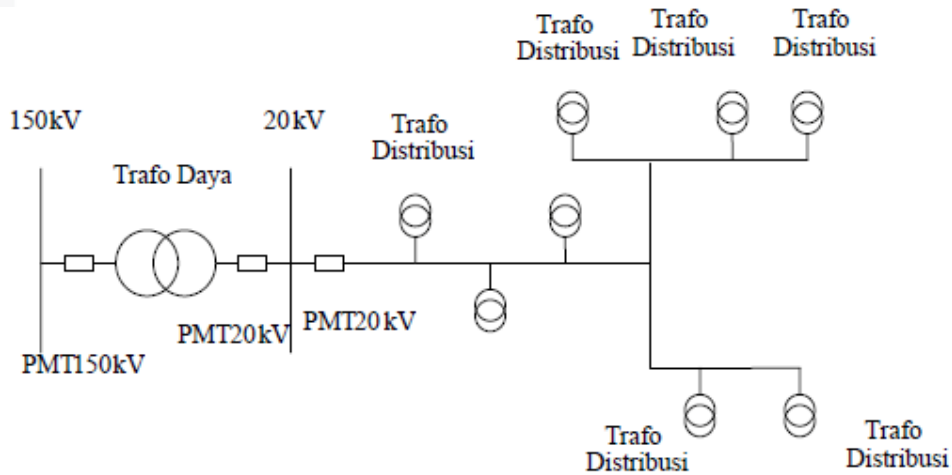 Trafo
Distribusi
Trafo
Distribusi
Trafo
Distribusi
150kV
20kV
Trafo
Distribusi
Trafo Daya
PMT20kV
PMT20kV
PMT150kV
Trafo
Distribusi
Trafo
Distribusi